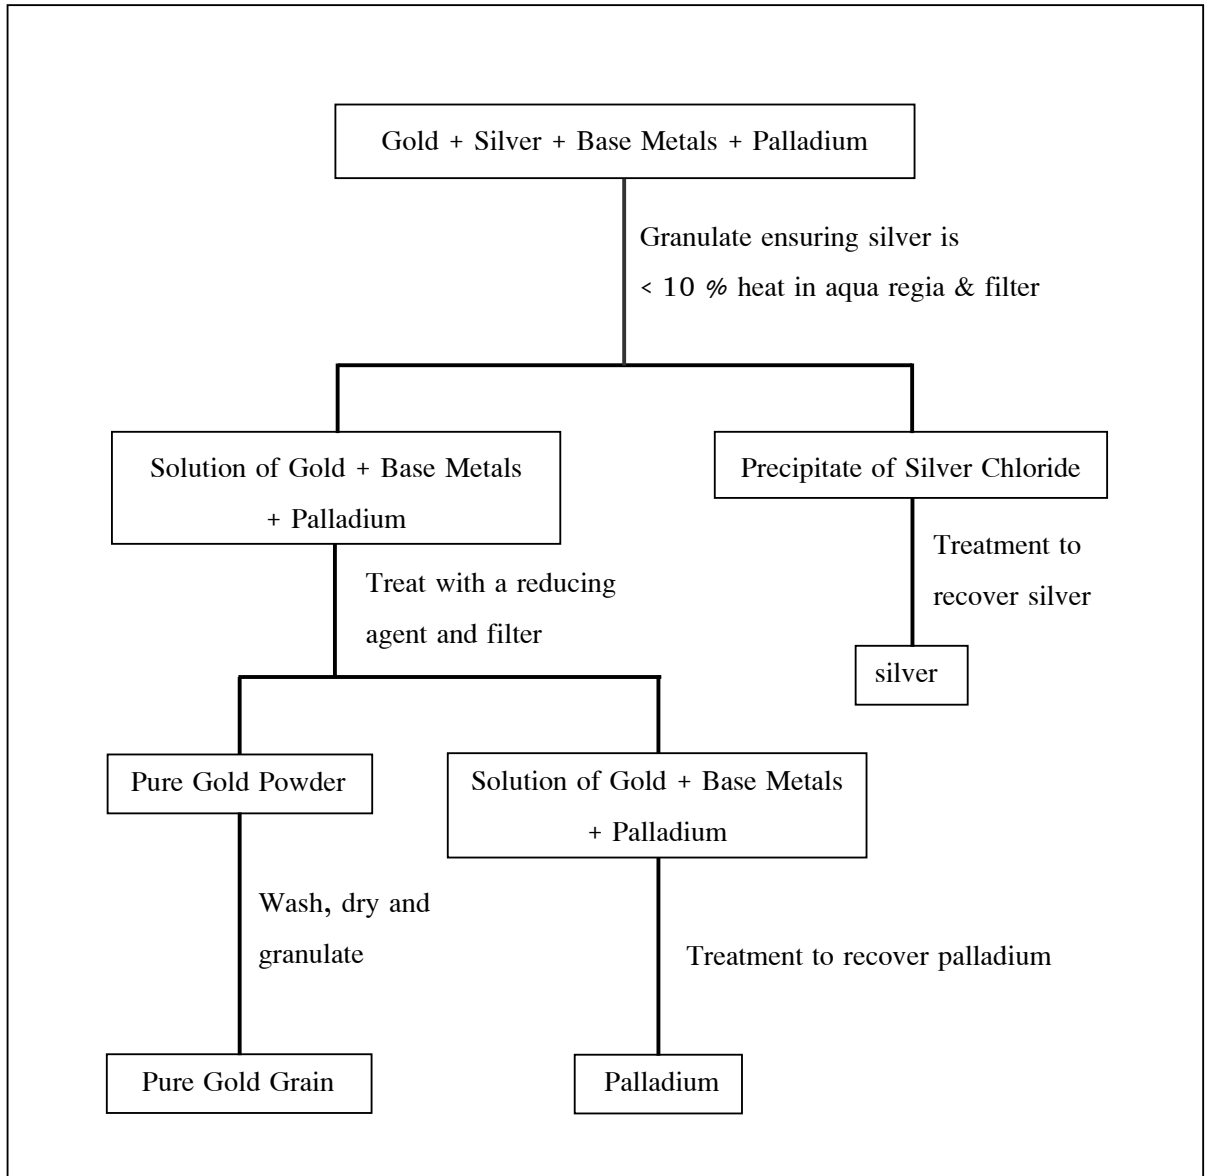 Gold + Silver + Base Metals + Palladium
Granulate ensuring silver is
< 10 % heat in aqua regia & filter
Solution of Gold + Base Metals
+ Palladium
Precipitate of Silver Chloride
Treatment to
recover silver
Treat with a reducing
agent and filter
silver
Pure Gold Powder
Solution of Gold + Base Metals
+ Palladium
Wash, dry and
granulate
Treatment to recover palladium
Pure Gold Grain
Palladium